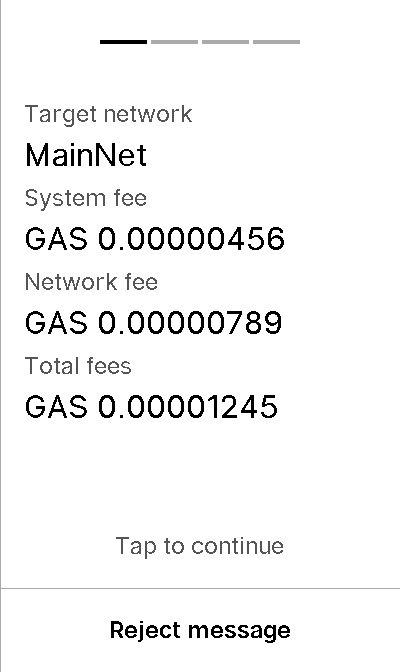 Target network
MainNet
System fee
GAS 0.00000456
Network fee
GAS 0.00000789
Total fees
GAS 0.00001245
Tap to continue
Reject message